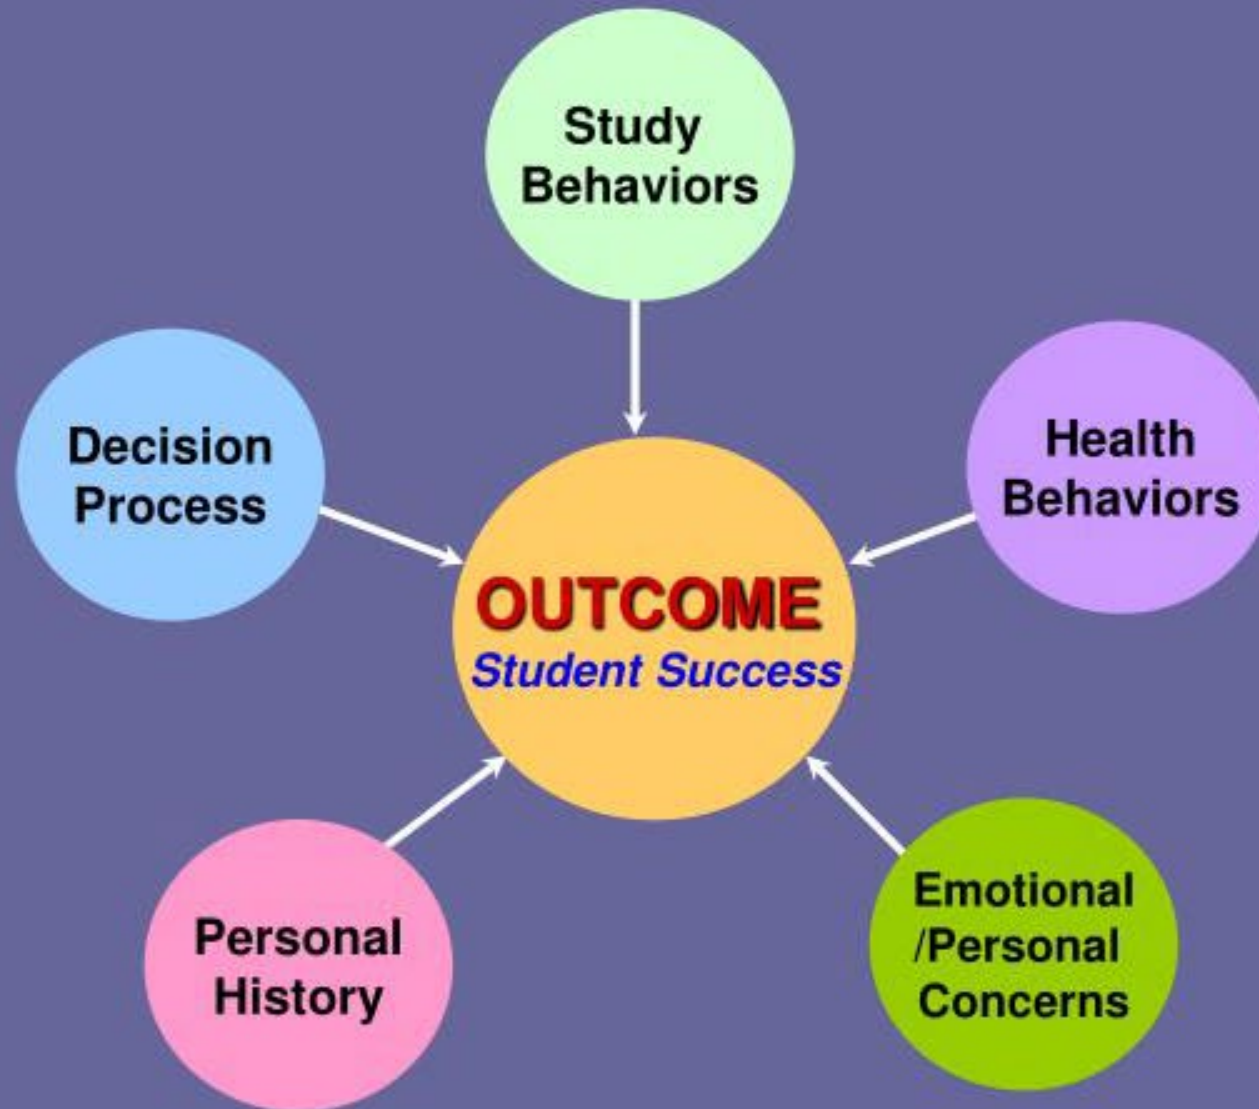 Study
Behaviors
Decision
Process
Health
Behaviors
OUTCOME
Student Success
Personal
History
Emotional
/Personal
Concerns